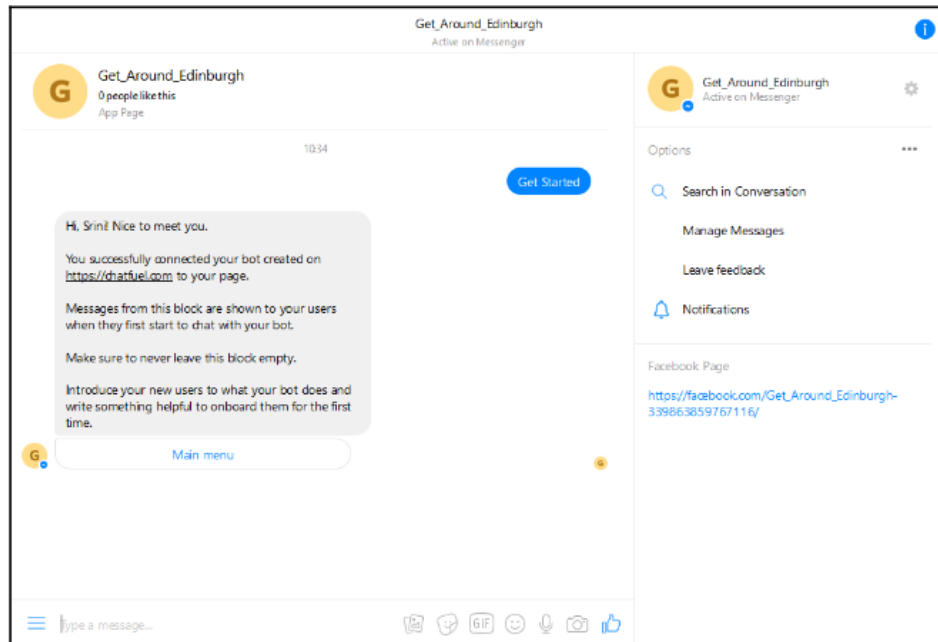 Get_Around_Edinburgh
Active on Messenger
i
G
Get_Around_Edinburgh
0 people like this
App Page
10:34
Get Started
Hi, Srini! Nice to meet you.
You successfully connected your bot created on
https://chatfuel.com to your page.
Messages from this block are shown to your users
when they first start to chat with your bot.
Make sure to never leave this block empty.
Introduce your new users to what your bot does and
write something helpful to onboard them for the first
time.
G
Main menu
G
Type a message...
GIF
G
Get_Around_Edinburgh
Active on Messenger
Options
Search in Conversation
Manage Messages
Leave feedback
Notifications
Facebook Page
https://facebook.com/Get_Around_Edinburgh-
339863859767116/